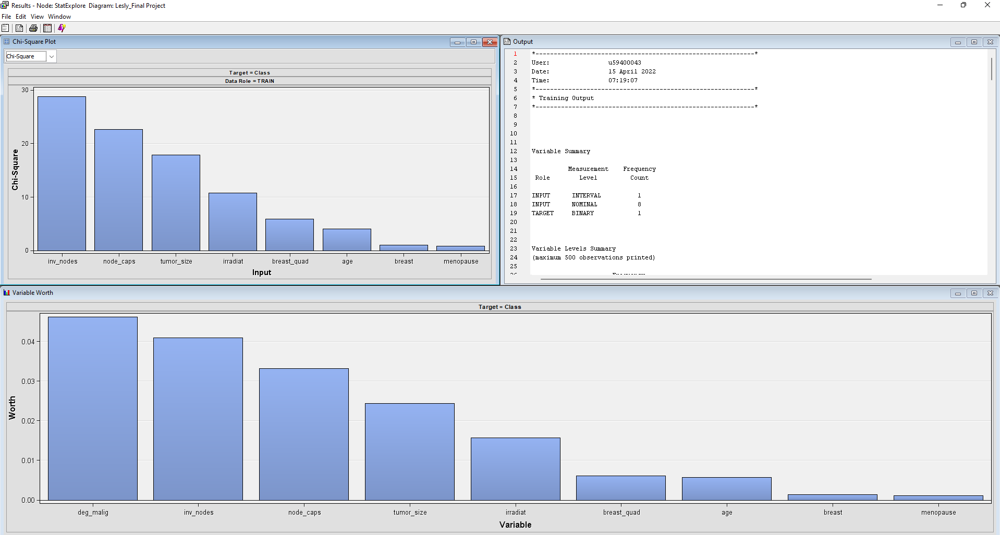 Results - Node: StatExplore  Diagram: Lesly_Final Project
File Edit View Window
Chi-Square Plot
Chi-Square
Target = Class
Data Role = TRAIN
30
20
10
0
Chi-Square
inv_nodes node_caps tumor_size irradiat breast_quad age breast menopause
Input
Output
1 *------------------------------------------------------------*
2 User: u59400043
3 Date: 15 April 2022
4 Time: 07:19:07
5 *------------------------------------------------------------*
6 * Training Output
7 *------------------------------------------------------------*
8
9
10
11
12 Variable Summary
13
14 Measurement Frequency
15 Role Level Count
16
17 INPUT INTERVAL 1
18 INPUT NOMINAL 8
19 TARGET BINARY 1
20
21
22
23 Variable Levels Summary
24 (maximum 500 observations printed)
25
26 Frequency
Variable Worth
Target = Class
0.04
0.03
0.02
0.01
0.00
Worth
deg_malig inv_nodes node_caps tumor_size irradiat breast_quad age breast menopause
Variable